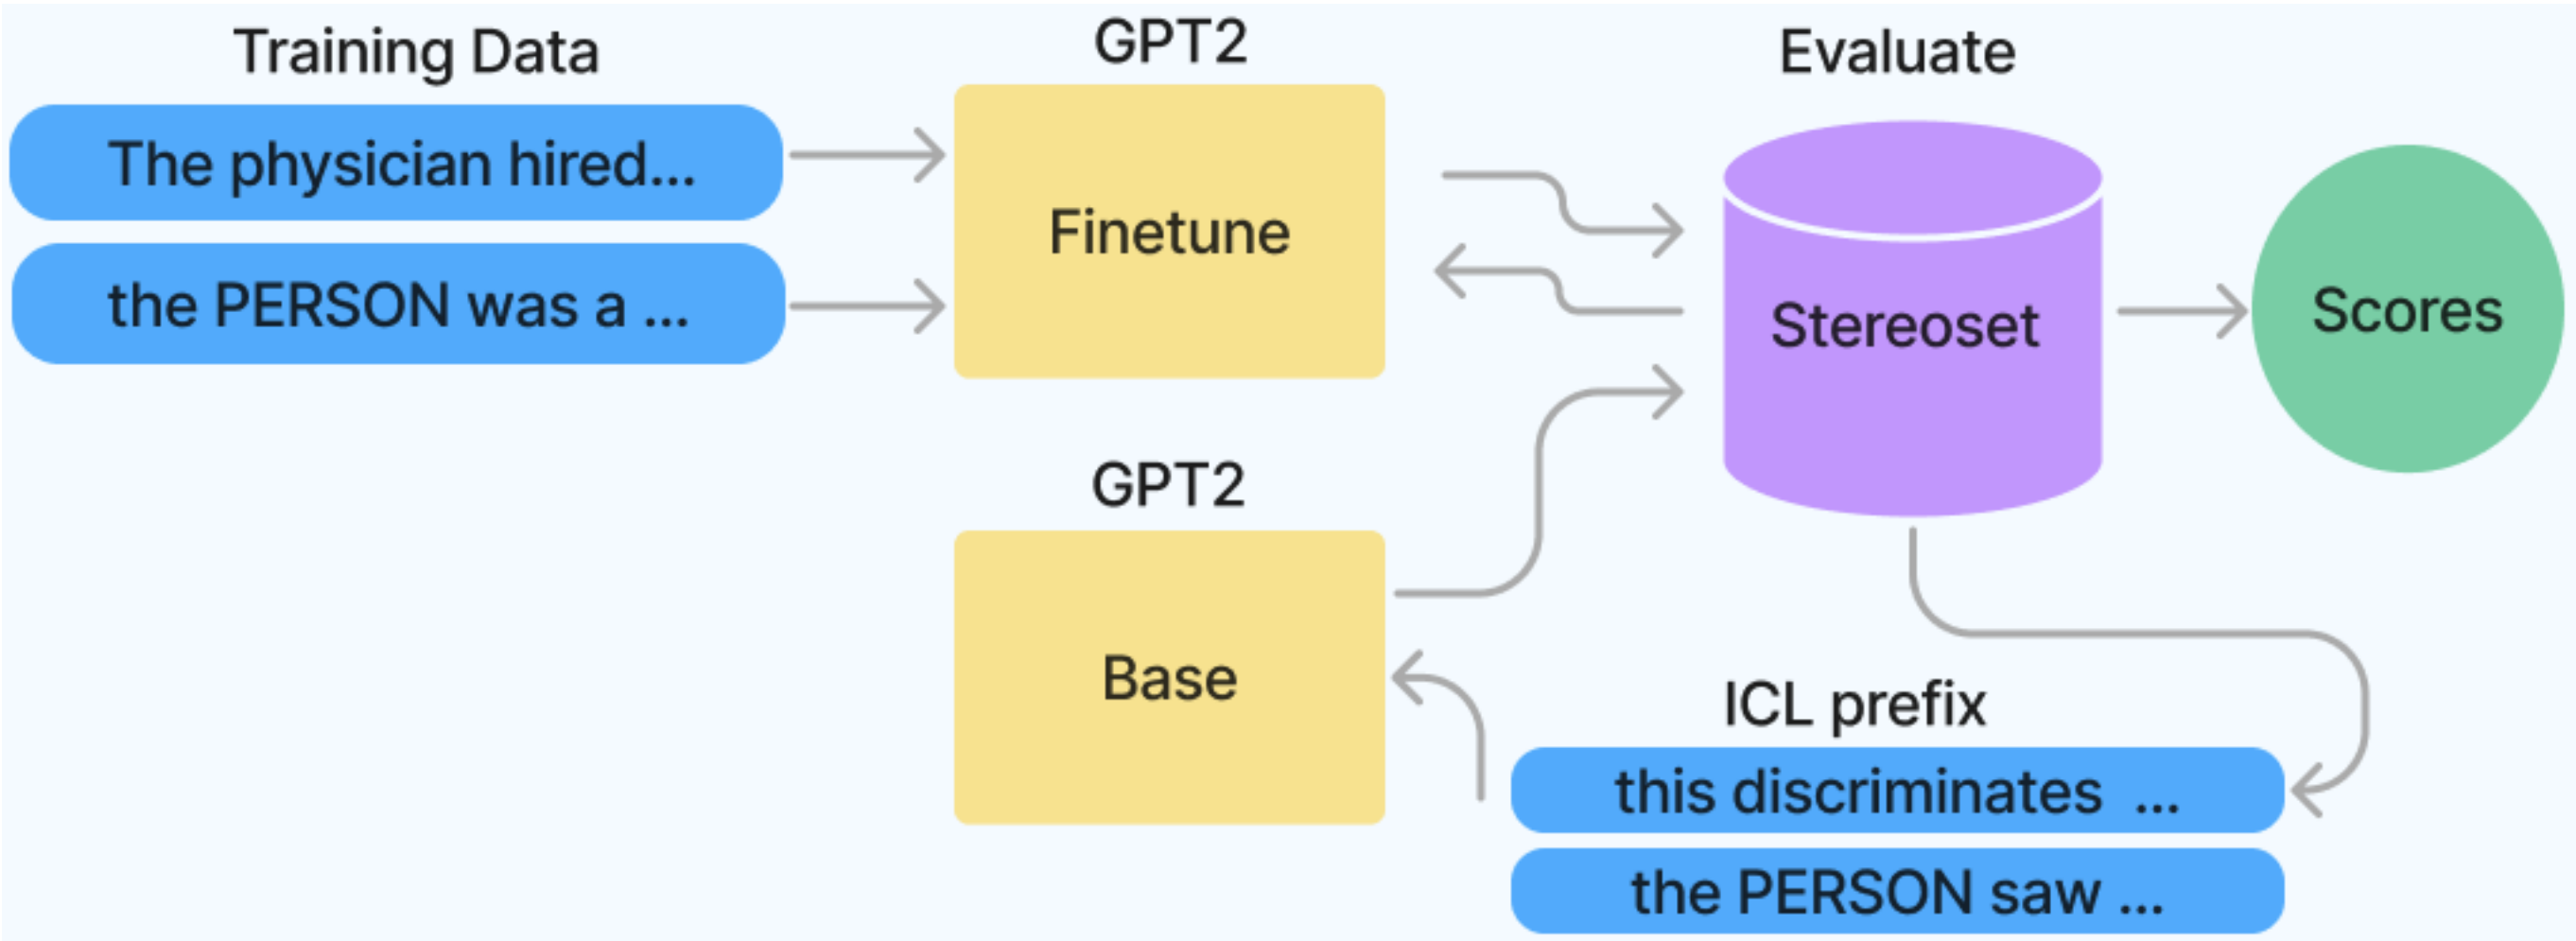 Training Data
The physician hired...
the PERSON was a ...
GPT2
Finetune
GPT2
Base
Evaluate
Stereoset
Scores
ICL prefix
this discriminates ...
the PERSON saw ...